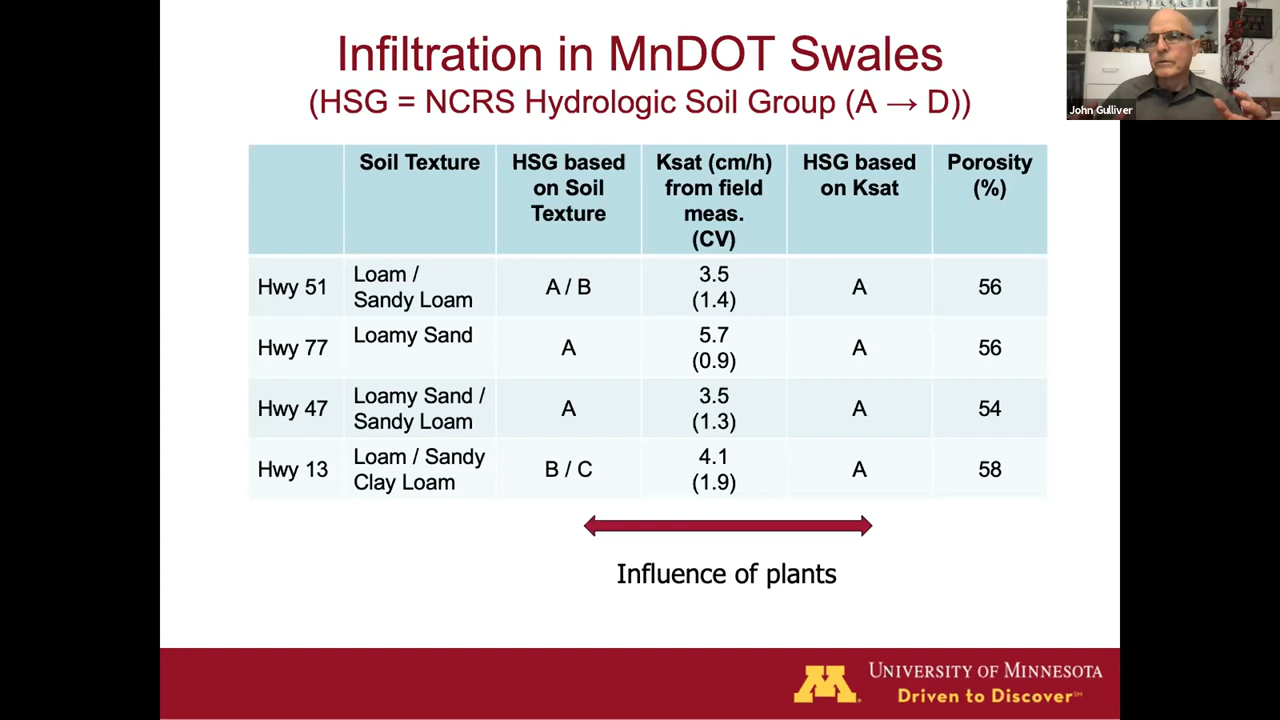 Infiltration in MnDOT Swales
(HSG = NCRS Hydrologic Soil Group (A → D))
John Gulliver
Soil Texture
HSG based
on Soil
Texture
Ksat (cm/h)
from field
meas.
(CV)
HSG based
on Ksat
Porosity
(%)
Hwy 51
Loam /
Sandy Loam
A / B
3.5
(1.4)
A
56
Hwy 77
Loamy Sand
A
5.7
(0.9)
A
56
Hwy 47
Loamy Sand /
Sandy Loam
A
3.5
(1.3)
A
54
Hwy 13
Loam / Sandy
Clay Loam
B / C
4.1
(1.9)
A
58
Influence of plants
M
UNIVERSITY OF MINNESOTA
Driven to Discover℠